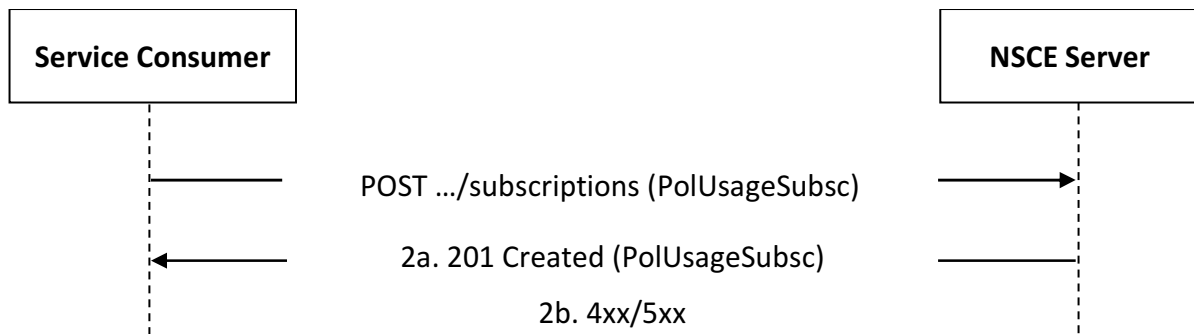 Service Consumer
NSCE Server
POST …/subscriptions (PolUsageSubsc)
2a. 201 Created (PolUsageSubsc)
2b. 4xx/5xx